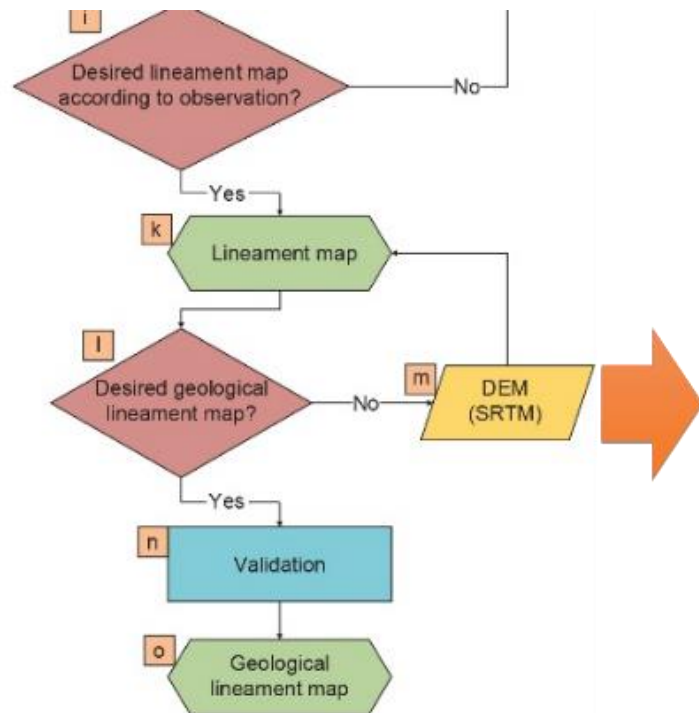 i
Desired lineament map
according to observation?
No
Yes
k
Lineament map
l
Desired geological
lineament map?
No
m
DEM
(SRTM)
Yes
n
Validation
o
Geological
lineament map